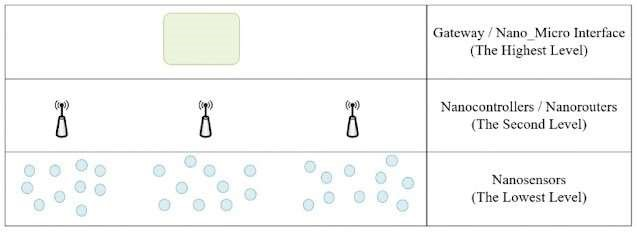 Gateway / Nano_Micro Interface
(The Highest Level)
Nanocontrollers / Nanorouters
(The Second Level)
Nanosensors
(The Lowest Level)